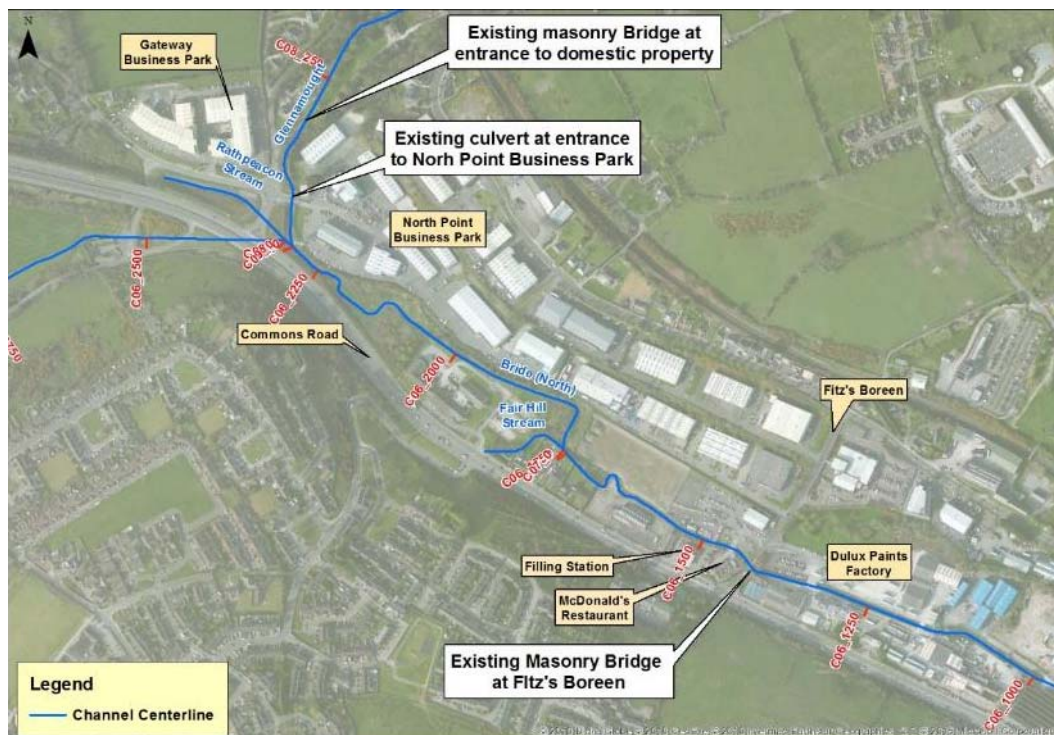 N
Gateway
Business Park
C08_250
Existing masonry Bridge at
entrance to domestic property
Glennamought
Existing culvert at entrance
to Norh Point Business Park
Rathpeacon
Stream
North Point
Business Park
C06_2500
C06_2250
Commons Road
C06_2000
Bride (North)
Fair Hill
Stream
Fitz's Boreen
C06_1500
Filling Station
McDonald's
Restaurant
Dulux Paints
Factory
C06_1250
Existing Masonry Bridge
at FItz's Boreen
C06_1000
Legend
Channel Centerline